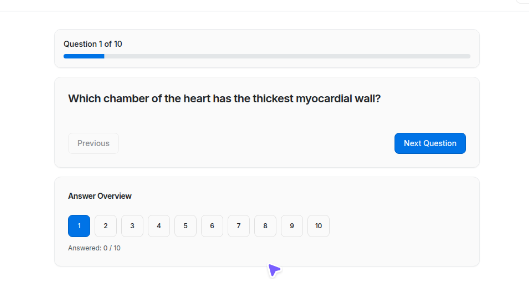 Question 1 of 10
Which chamber of the heart has the thickest myocardial wall?
Previous
Next Question
Answer Overview
1 2 3 4 5 6 7 8 9 10
Answered: 0 / 10